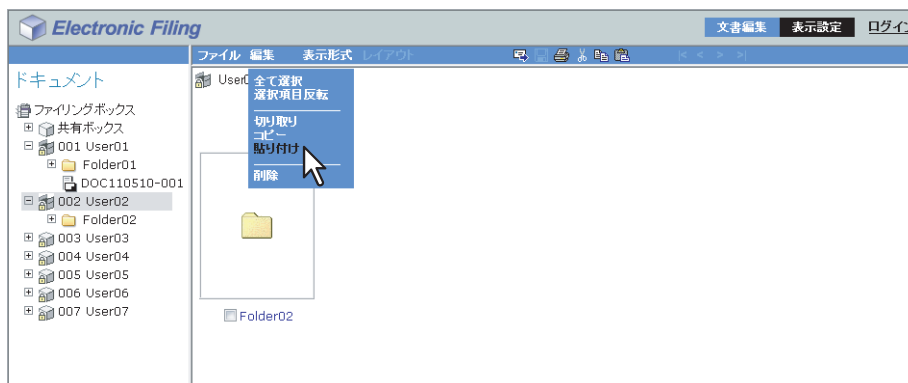 Electronic Filing
文書編集 表示設定 ログイン
ファイル 編集 表示形式 レイアウト |< < > >|
ドキュメント
ファイリングボックス
共有ボックス
001 User01
Folder01
DOC110510-001
002 User02
Folder02
003 User03
004 User04
005 User05
006 User06
007 User07
User0
全て選択
選択項目反転
切り取り
コピー
貼り付け
削除
Folder02